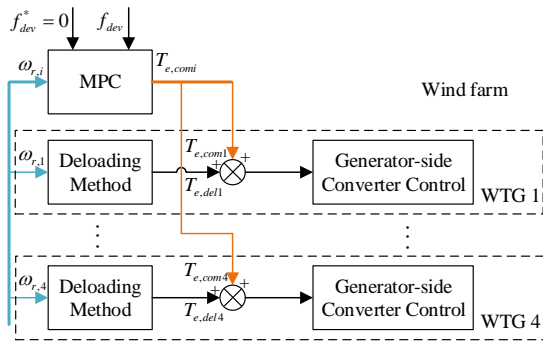 f*dev = 0
fdev
ωr,i
MPC
Te,comi
Wind farm
ωr,1
Deloading
Method
Te,com1
+
+
Te,del1
Generator-side
Converter Control
WTG 1
...
...
ωr,4
Deloading
Method
Te,com4
+
+
Te,del4
Generator-side
Converter Control
WTG 4